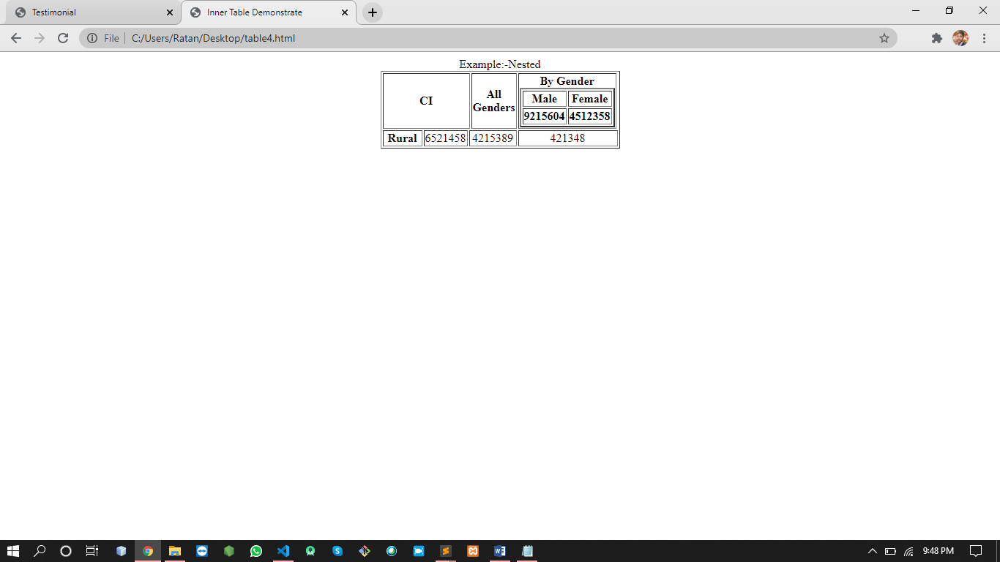 Testimonial
Inner Table Demonstrate
File
C:/Users/Ratan/Desktop/table4.html
Example:-Nested
CI
All
Genders
By Gender
Male Female
9215604 4512358
Rural 6521458 4215389 421348
9:48 PM